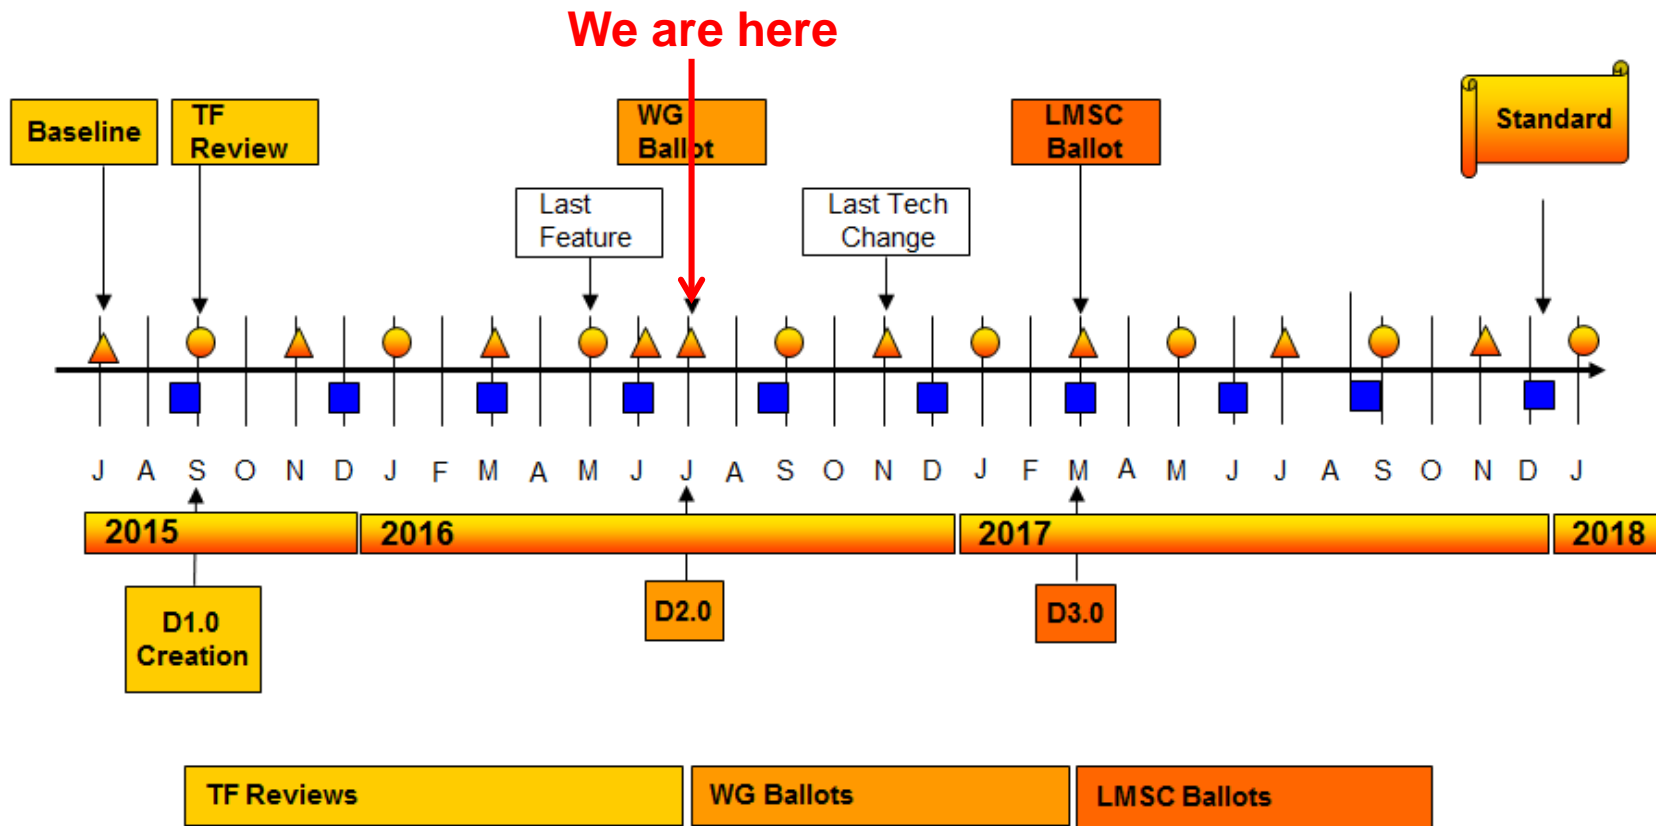 We are here
Baseline
TF
Review
WG
Ballot
LMSC
Ballot
Standard
Last
Feature
Last Tech
Change
J A S O N D J F M A M J J A S O N D J F M A M J J A S O N D J
2015 2016 2017 2018
D1.0
Creation
D2.0
D3.0
TF Reviews
WG Ballots
LMSC Ballots